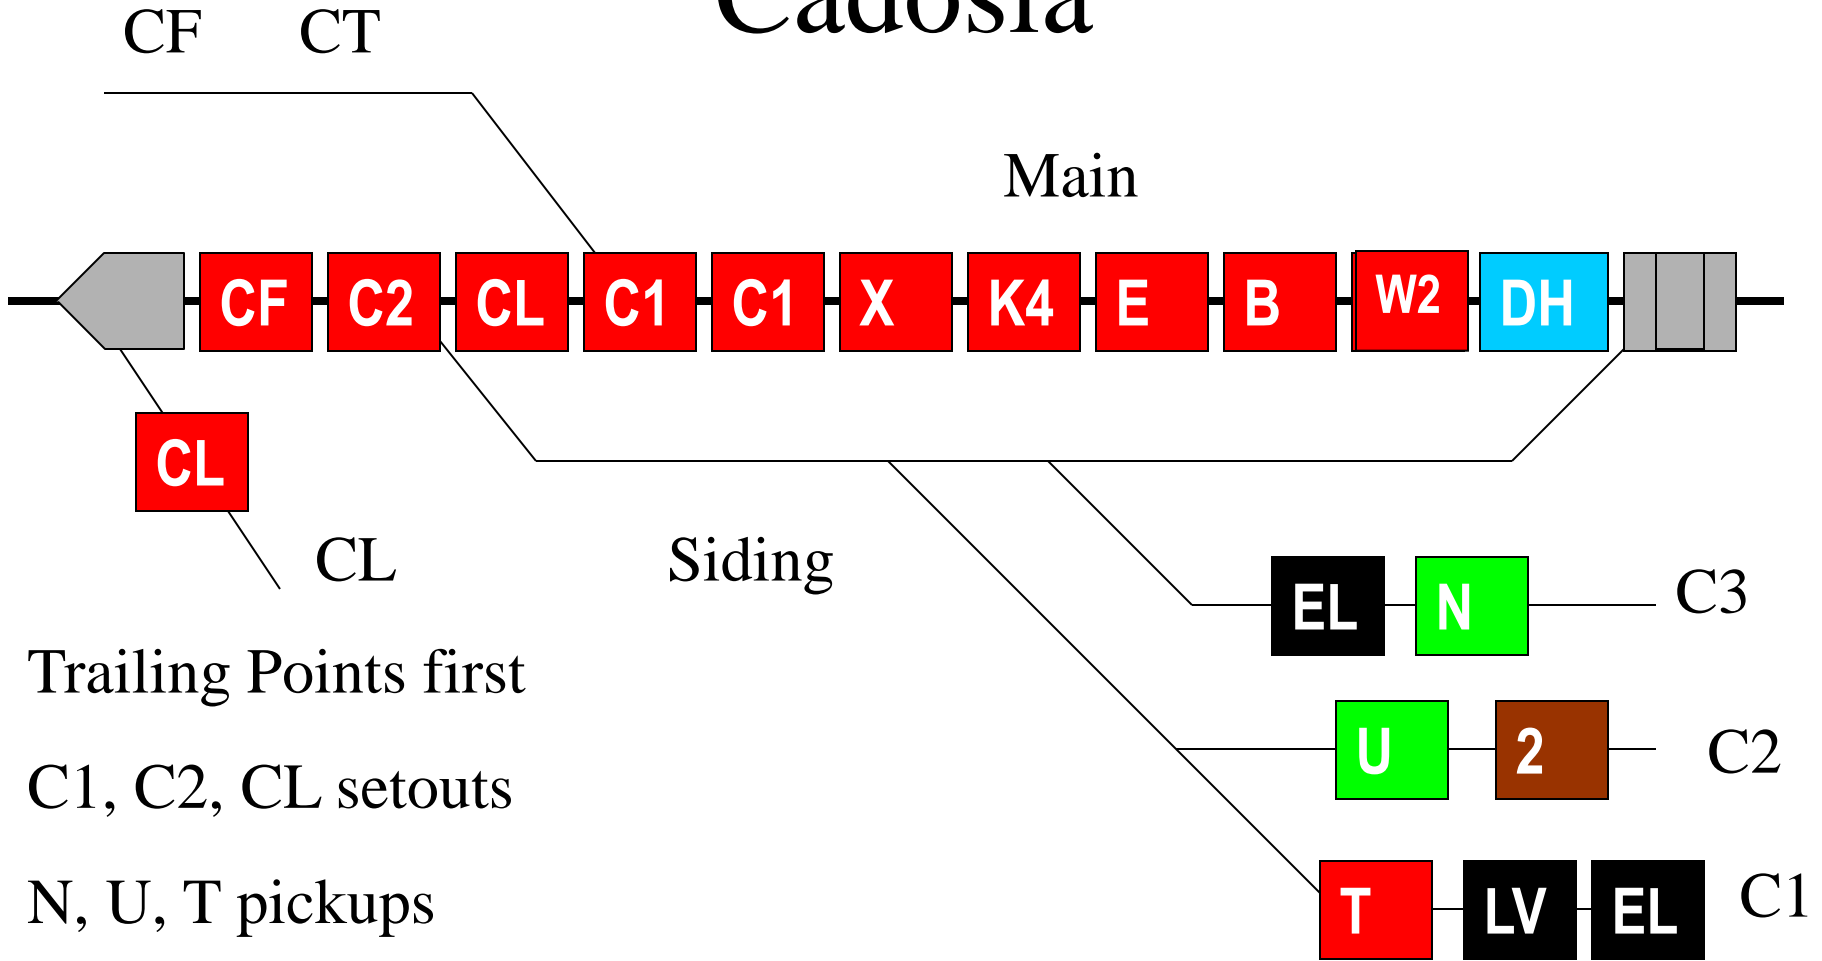 Cadosia
CF CT
Main
CF C2 CL C1 C1 X K4 E B W2 DH
CL
CL Siding
EL N C3
Trailing Points first
U 2 C2
C1, C2, CL setouts
T LV EL C1
N, U, T pickups